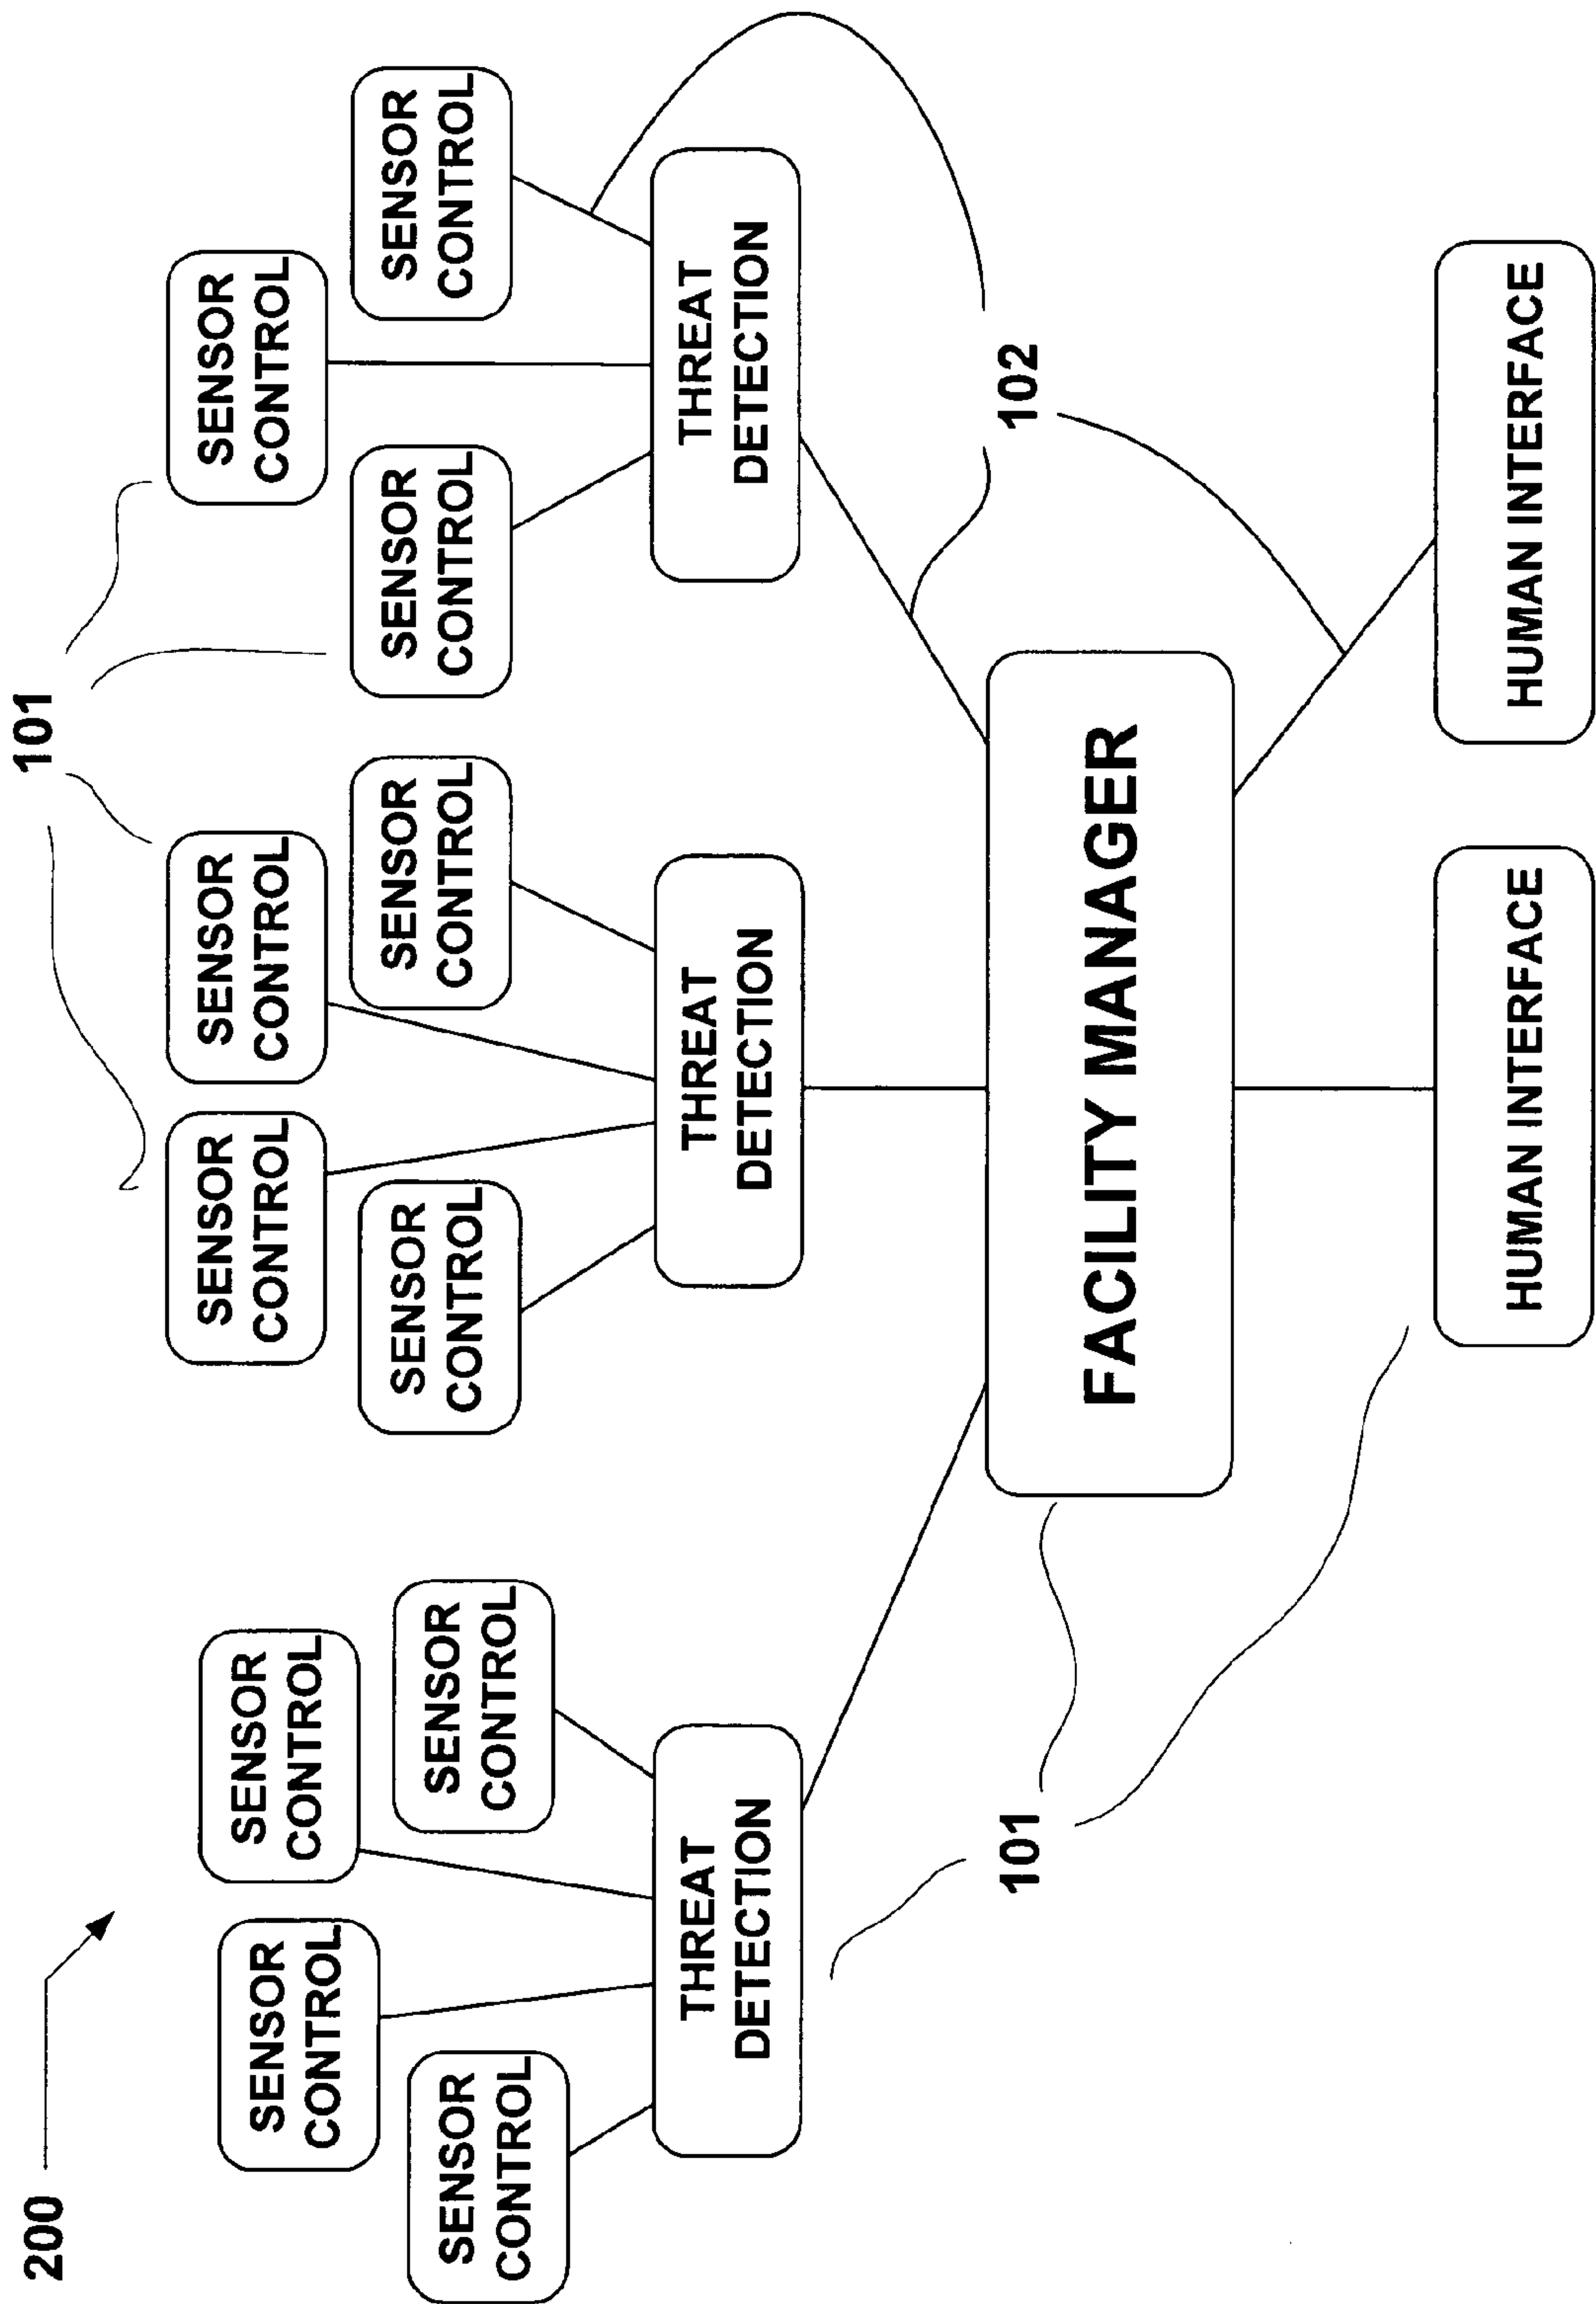 200
101
SENSOR
CONTROL
SENSOR
CONTROL
SENSOR
CONTROL
SENSOR
CONTROL
SENSOR
CONTROL
SENSOR
CONTROL
SENSOR
CONTROL
SENSOR
CONTROL
SENSOR
CONTROL
SENSOR
CONTROL
SENSOR
CONTROL
THREAT
DETECTION
THREAT
DETECTION
THREAT
DETECTION
101
102
FACILITY MANAGER
HUMAN INTERFACE
HUMAN INTERFACE